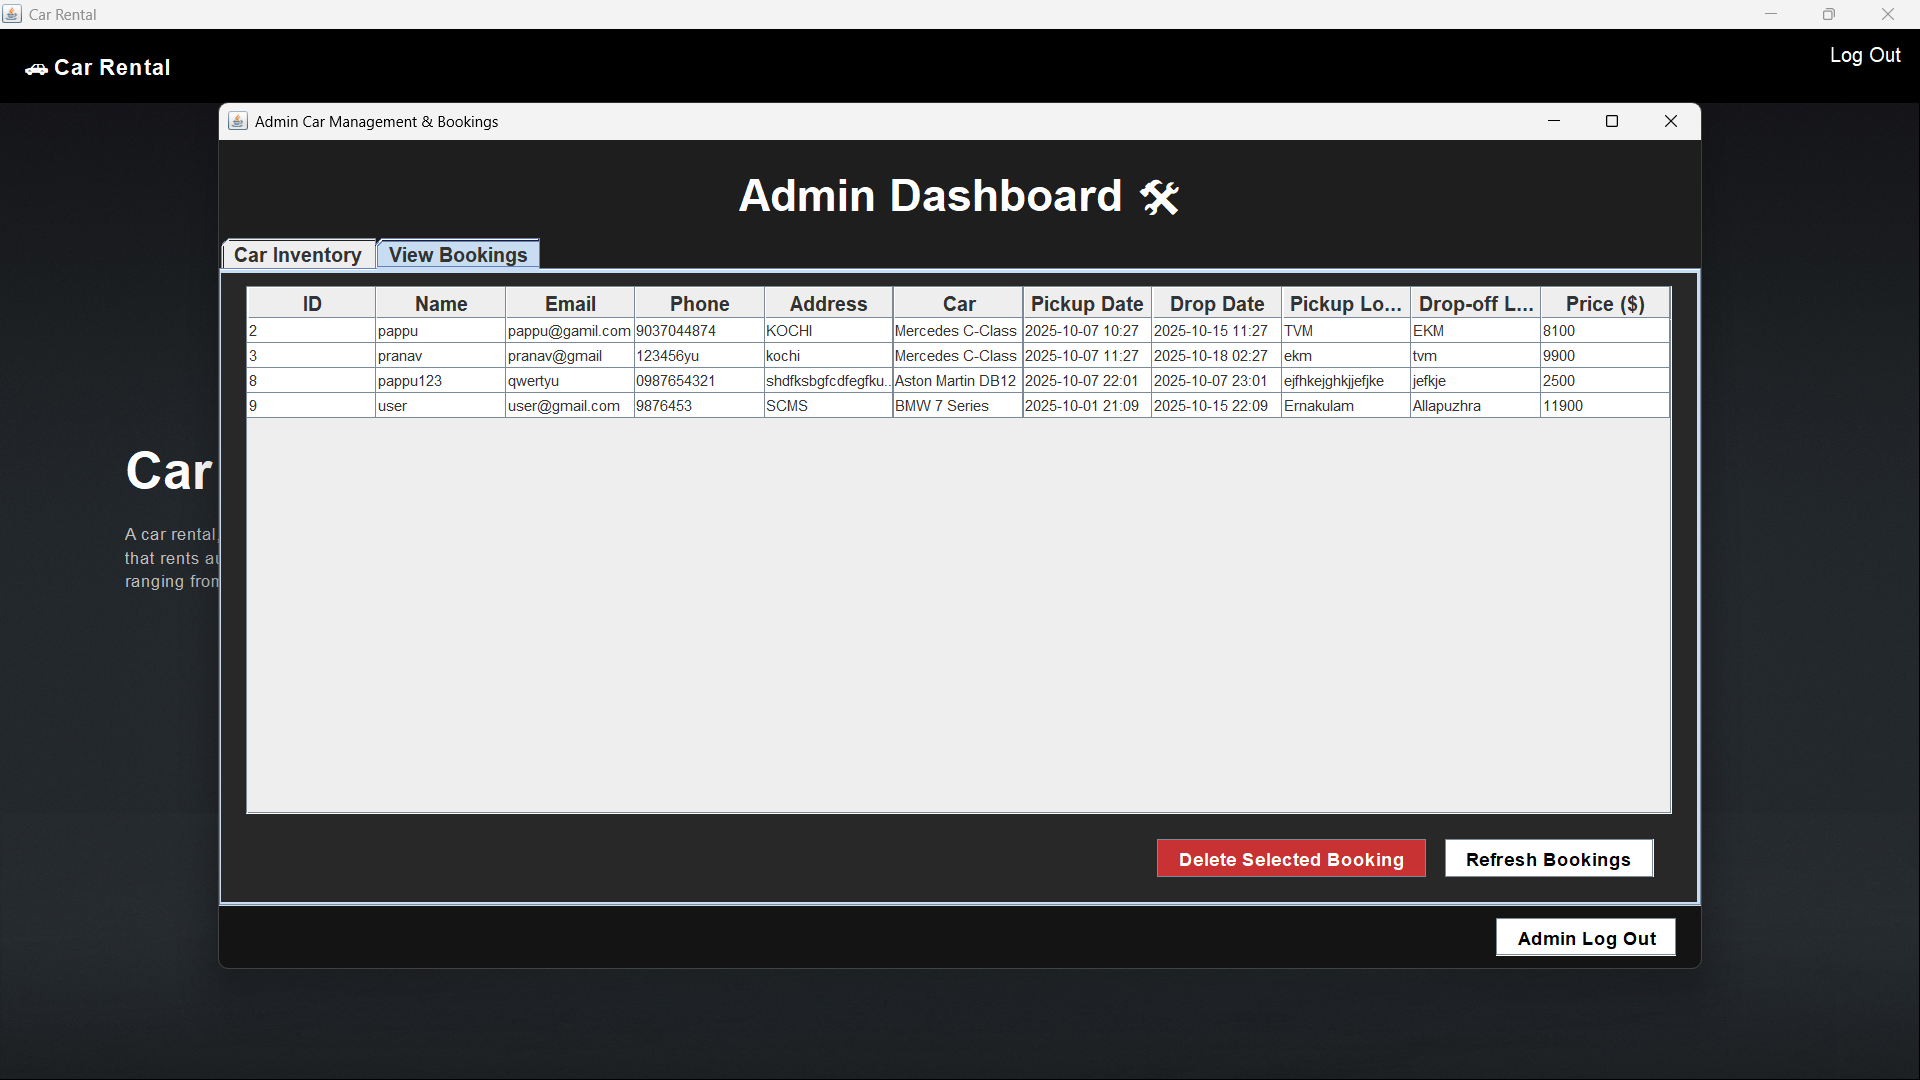 Car Rental
Car Rental
Log Out
Admin Car Management & Bookings
Admin Dashboard 🛠
Car Inventory View Bookings
ID Name Email Phone Address Car Pickup Date Drop Date Pickup Lo... Drop-off L... Price ($)
2 pappu pappu@gamil.com 9037044874 KOCHI Mercedes C-Class 2025-10-07 10:27 2025-10-15 11:27 TVM EKM 8100
3 pranav pranav@gmail 123456yu kochi Mercedes C-Class 2025-10-07 11:27 2025-10-18 02:27 ekm tvm 9900
8 pappu123 qwertyu 0987654321 shdfksbgfcdfegfku... Aston Martin DB12 2025-10-07 22:01 2025-10-07 23:01 ejfhkejghkjjefjke jefkje 2500
9 user user@gmail.com 9876453 SCMS BMW 7 Series 2025-10-01 21:09 2025-10-15 22:09 Ernakulam Allapuzhra 11900
Car
A car rental,
that rents au
ranging from
Delete Selected Booking Refresh Bookings
Admin Log Out